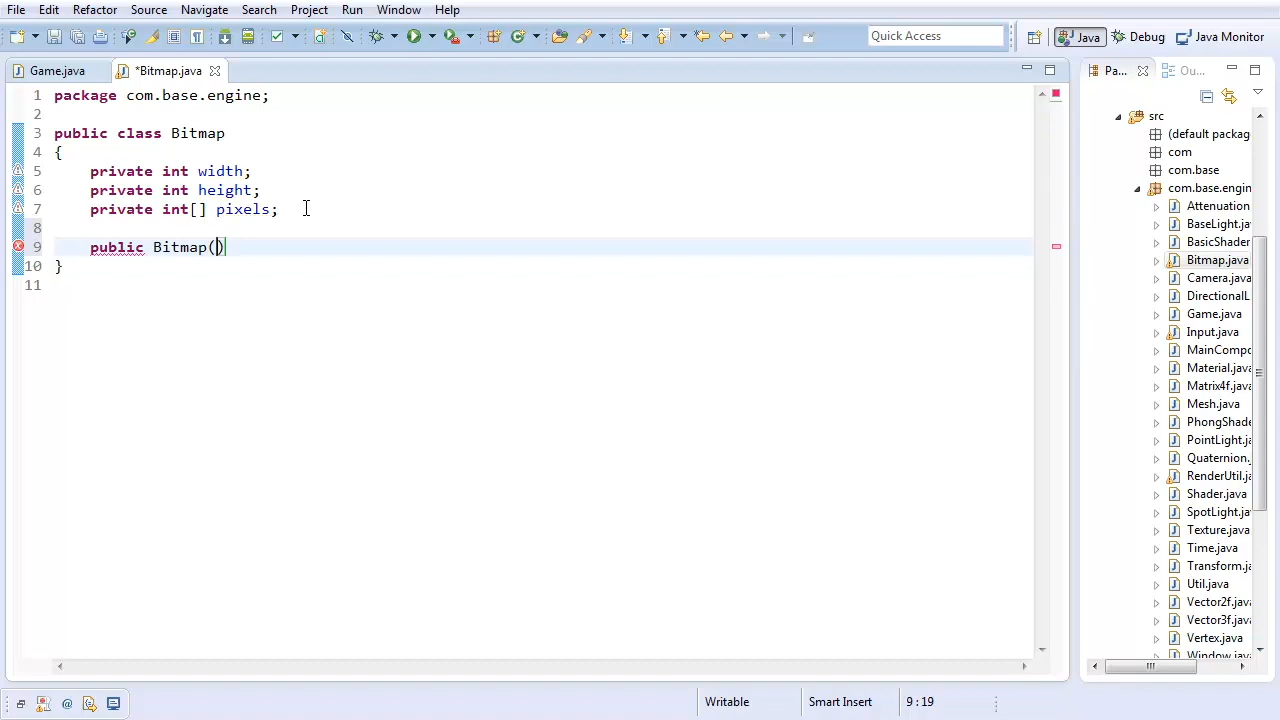 File Edit Refactor Source Navigate Search Project Run Window Help
Quick Access
Java Debug Java Monitor
Game.java *Bitmap.java
Pa... Ou...
1 package com.base.engine;
2
3 public class Bitmap
4 {
5 private int width;
6 private int height;
7 private int[] pixels;
8
9 public Bitmap()
10 }
11
src
(default packag
com
com.base
com.base.engin
Attenuation
BaseLight.j
BasicShader
Bitmap.java
Camera.java
DirectionalL
Game.java
Input.java
MainCompo
Material.java
Matrix4f.java
Mesh.java
PhongShade
PointLight.j
Quaternion.
RenderUtil.j
Shader.java
SpotLight.ja
Texture.java
Time.java
Transform.ja
Util.java
Vector2f.java
Vector3f.java
Vertex.java
Window.java
Writable Smart Insert 9 : 19